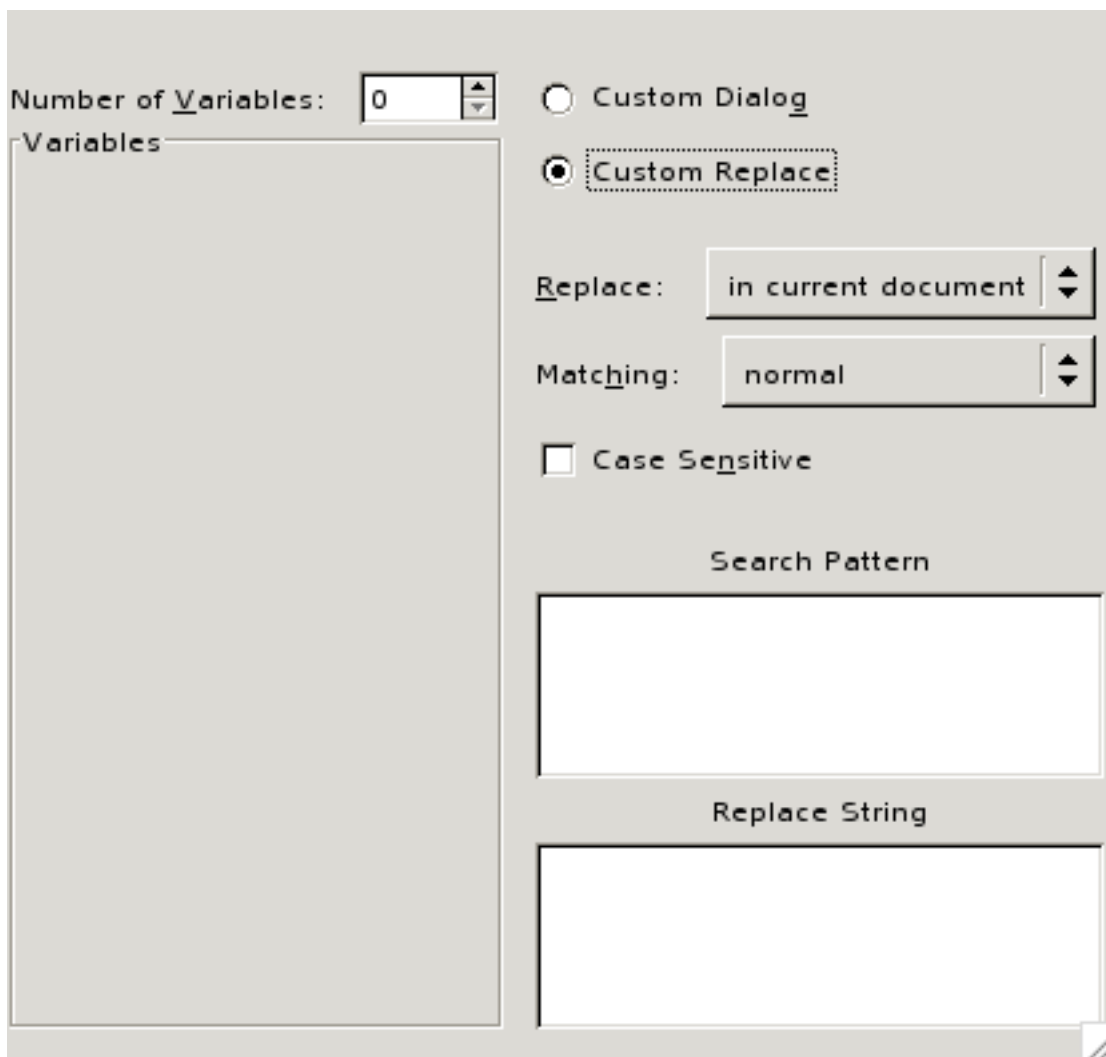 Number of Variables: 0
Variables
Custom Dialog
Custom Replace
Replace: in current document
Matching: normal
Case Sensitive
Search Pattern
Replace String